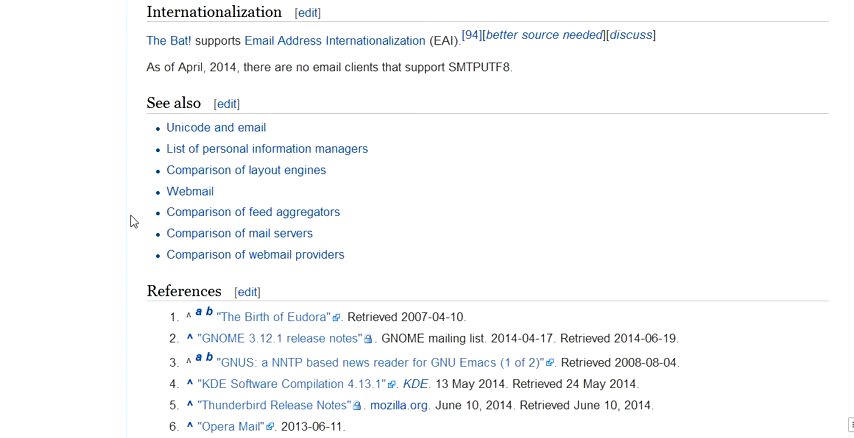 Internationalization [edit]
The Bat! supports Email Address Internationalization (EAI).[94][better source needed][discuss]
As of April, 2014, there are no email clients that support SMTPUTF8.
See also [edit]
• Unicode and email
• List of personal information managers
• Comparison of layout engines
• Webmail
• Comparison of feed aggregators
• Comparison of mail servers
• Comparison of webmail providers
References [edit]
1. ^ a b "The Birth of Eudora". Retrieved 2007-04-10.
2. ^ "GNOME 3.12.1 release notes". GNOME mailing list. 2014-04-17. Retrieved 2014-06-19.
3. ^ a b "GNUS: a NNTP based news reader for GNU Emacs (1 of 2)". Retrieved 2008-08-04.
4. ^ "KDE Software Compilation 4.13.1". KDE. 13 May 2014. Retrieved 24 May 2014.
5. ^ "Thunderbird Release Notes". mozilla.org. June 10, 2014. Retrieved June 10, 2014.
6. ^ "Opera Mail". 2013-06-11.